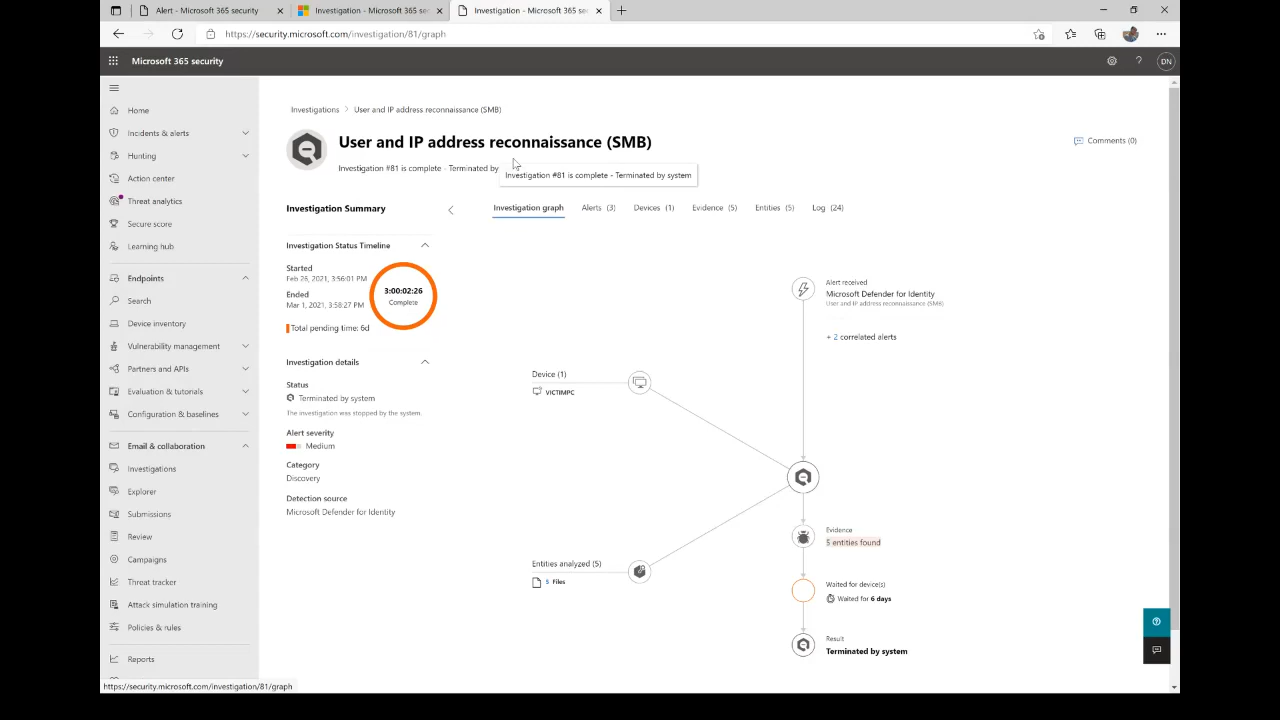 Alert - Microsoft 365 security
Investigation - Microsoft 365 sec
Investigation - Microsoft 365 sec
https://security.microsoft.com/investigation/81/graph
Microsoft 365 security
DN
Home
Incidents & alerts
Hunting
Action center
Threat analytics
Secure score
Learning hub
Endpoints
Search
Device inventory
Vulnerability management
Partners and APIs
Evaluation & tutorials
Configuration & baselines
Email & collaboration
Investigations
Explorer
Submissions
Review
Campaigns
Threat tracker
Attack simulation training
Policies & rules
Reports
https://security.microsoft.com/investigation/81/graph
Investigations > User and IP address reconnaissance (SMB)
User and IP address reconnaissance (SMB)
Comments (0)
Investigation #81 is complete - Terminated by
Investigation #81 is complete - Terminated by system
Investigation Summary
Investigation Status Timeline
Started
Feb 26, 2021, 3:56:01 PM
Ended
Mar 1, 2021, 3:58:27 PM
3:00:02:26
Complete
Total pending time: 6d
Investigation details
Status
Terminated by system
The investigation was stopped by the system.
Alert severity
Medium
Category
Discovery
Detection source
Microsoft Defender for Identity
Investigation graph Alerts (3) Devices (1) Evidence (5) Entities (5) Log (24)
Alert received
Microsoft Defender for Identity
User and IP address reconnaissance (SMB)
+ 2 correlated alerts
Device (1)
VICTIMPC
Entities analyzed (5)
5 Files
Evidence
5 entities found
Waited for device(s)
Waited for 6 days
Result
Terminated by system